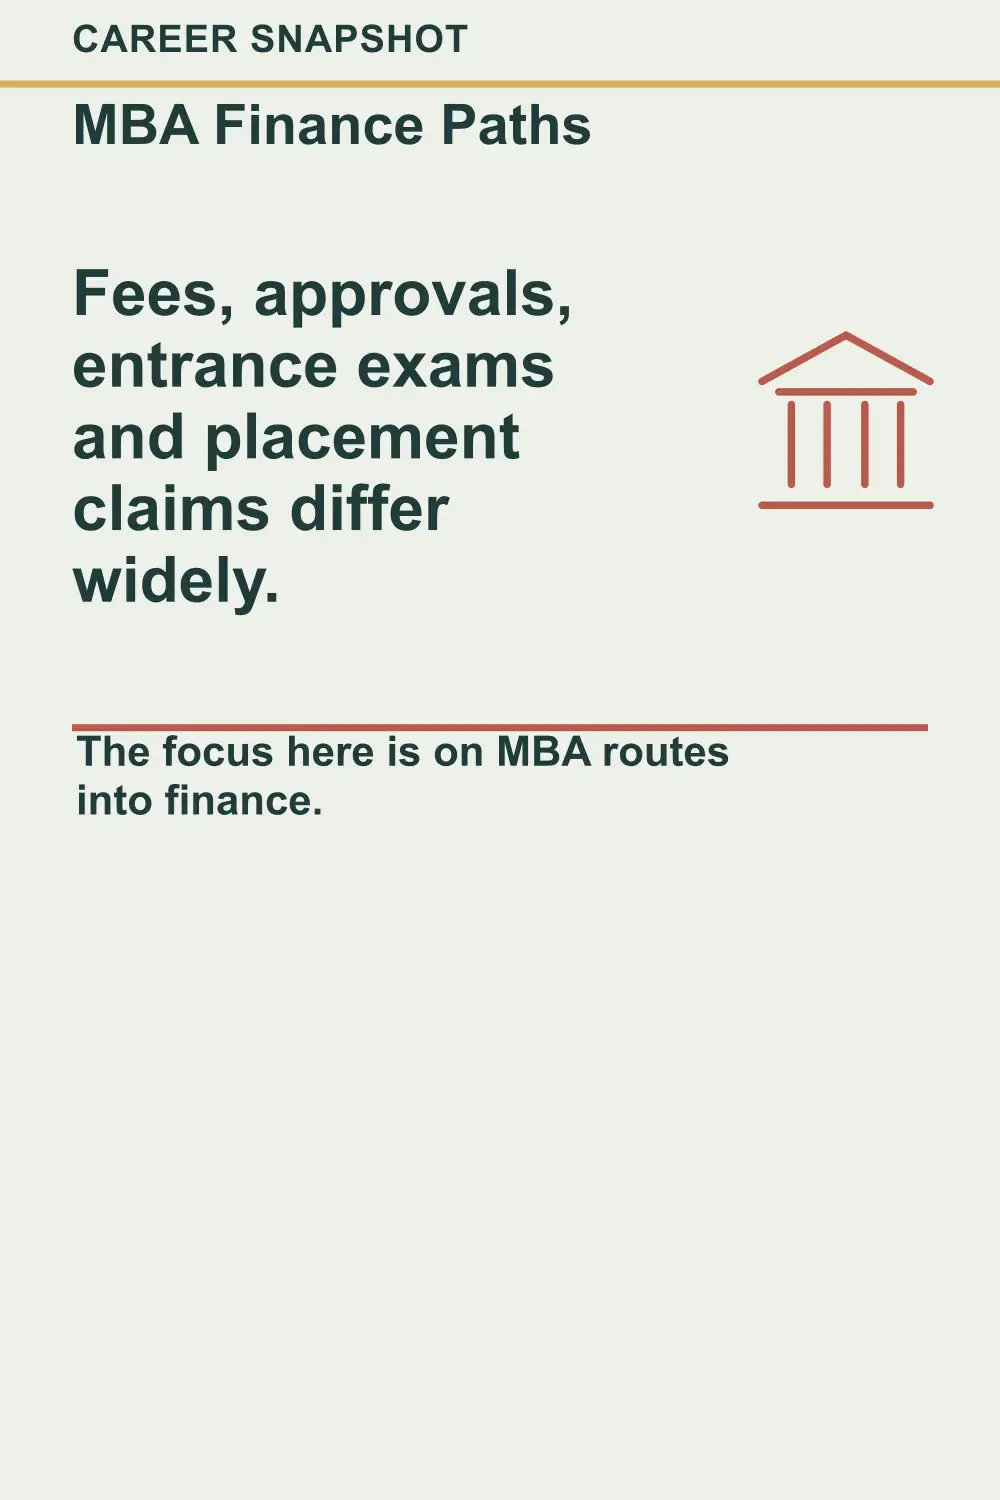 CAREER SNAPSHOT
MBA Finance Paths
Fees, approvals,
entrance exams
and placement
claims differ
widely.
The focus here is on MBA routes
into finance.